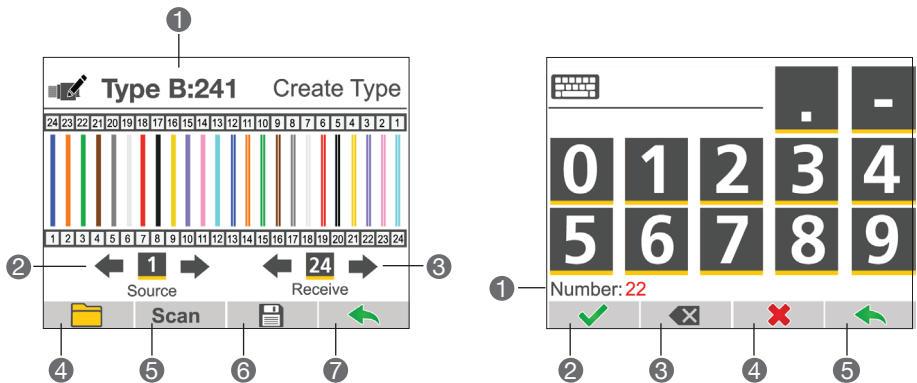 1
Type B:241 Create Type
24 23 22 21 20 19 18 17 16 15 14 13 12 11 10 9 8 7 6 5 4 3 2 1
1 2 3 4 5 6 7 8 9 10 11 12 13 14 15 16 17 18 19 20 21 22 23 24
2 1 24 3
Source Receive
Scan
4 5 6 7
. -
0 1 2 3 4
5 6 7 8 9
1 Number: 22
2 3 4 5